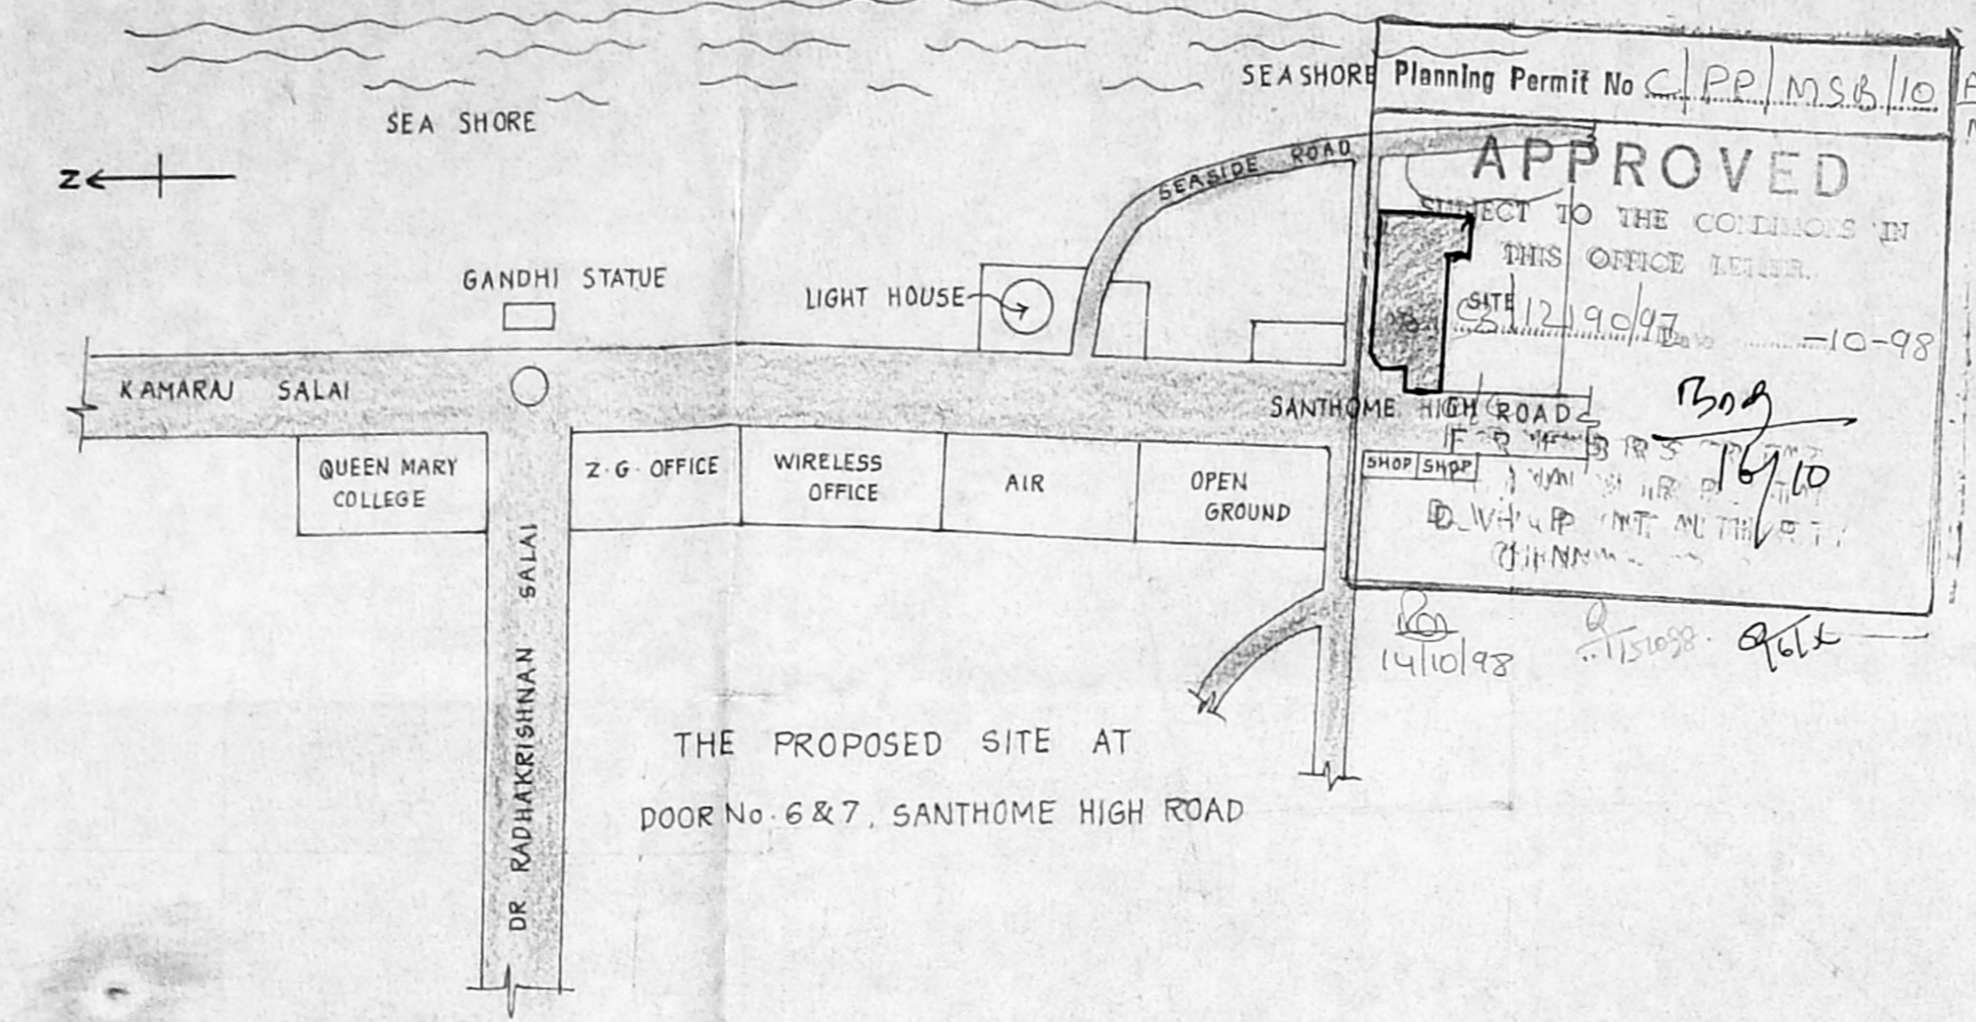 SEA SHORE
SEASHORE
Planning Permit No C/PP/MSB/10
APPROVED
SUBJECT TO THE CONDITIONS IN
THIS OFFICE LETTER.
-10-98
Z
SEASIDE ROAD
GANDHI STATUE
LIGHT HOUSE
SITE
KAMARAJ SALAI
SANTHOME HIGH ROAD
QUEEN MARY
COLLEGE
Z.G. OFFICE
WIRELESS
OFFICE
AIR
OPEN
GROUND
SHOP
SHOP
16/10
14/10/98
DR RADHAKRISHNAN SALAI
THE PROPOSED SITE AT
DOOR No. 6 & 7, SANTHOME HIGH ROAD